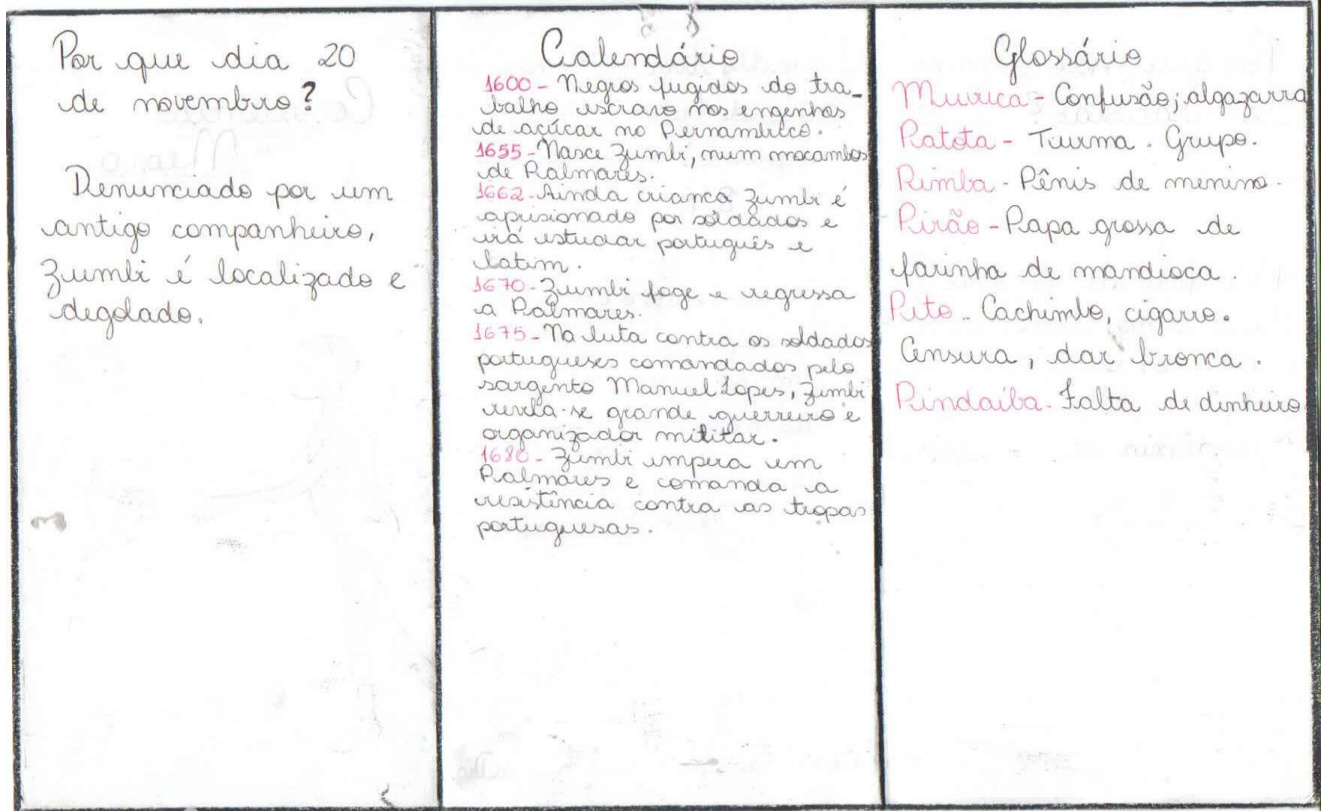 Por que dia 20
de novembro?
Denunciado por um
antigo companheiro,
Zumbi é localizado e
degolado.
Calendário
1600 - Negros fugidos do tra-
balho escravo nos engenhos
de açúcar no Pernambuco.
1655 - Nasce Zumbi, num mocambos
de Palmares.
1662 - Ainda criança Zumbi é
aprisionado por soldados e
irá estudar português e
latim.
1670 - Zumbi foge e regressa
a Palmares.
1675 - Na luta contra os soldados
portugueses comandados pelo
sargento Manuel Lopes, Zumbi
revela-se grande guerreiro e
organizador militar.
1680 - Zumbi impera em
Palmares e comanda a
resistência contra as tropas
portuguesas.
Glossário
Muvuca - Confusão; algazarra
Patota - Turma. Grupo.
Pimba - Pênis de menino.
Pirão - Papa grossa de
farinha de mandioca
Pito - Cachimbo, cigarro.
Censura, dar bronca.
Pindaíba - Falta de dinheiro